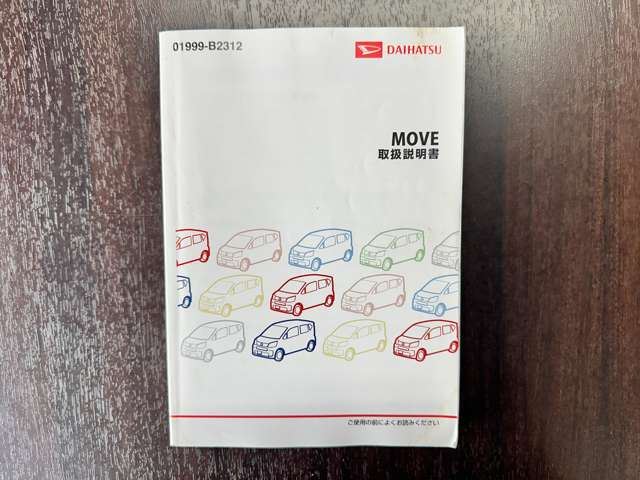 01999-B2312
DAIHATSU
MOVE
取扱説明書
ご使用の前によくお読みください